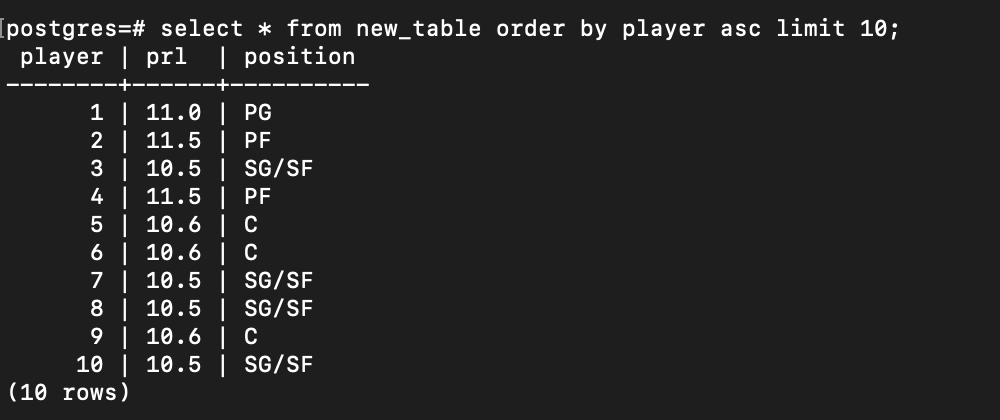 postgres=# select * from new_table order by player asc limit 10;
 player | prl  | position
--------+------+----------
      1 | 11.0 | PG
      2 | 11.5 | PF
      3 | 10.5 | SG/SF
      4 | 11.5 | PF
      5 | 10.6 | C
      6 | 10.6 | C
      7 | 10.5 | SG/SF
      8 | 10.5 | SG/SF
      9 | 10.6 | C
     10 | 10.5 | SG/SF
(10 rows)